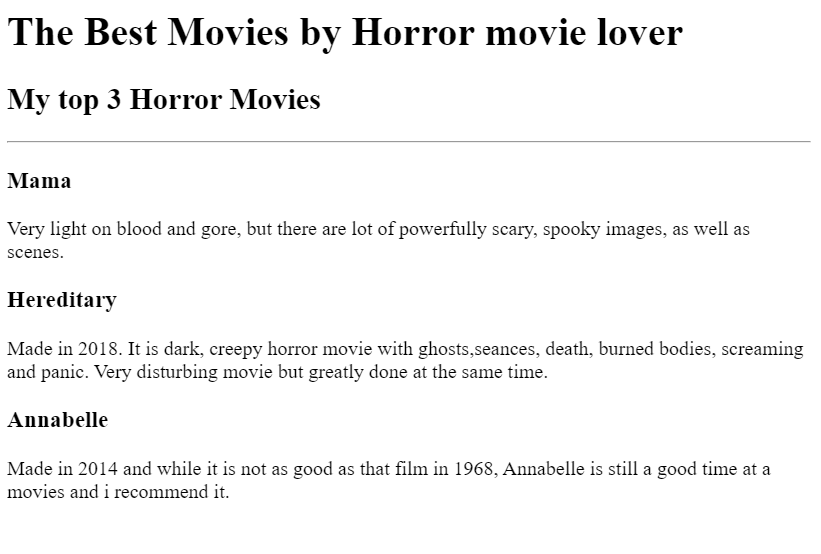 The Best Movies by Horror movie lover
My top 3 Horror Movies
Mama
Very light on blood and gore, but there are lot of powerfully scary, spooky images, as well as
scenes.
Hereditary
Made in 2018. It is dark, creepy horror movie with ghosts,seances, death, burned bodies, screaming
and panic. Very disturbing movie but greatly done at the same time.
Annabelle
Made in 2014 and while it is not as good as that film in 1968, Annabelle is still a good time at a
movies and i recommend it.